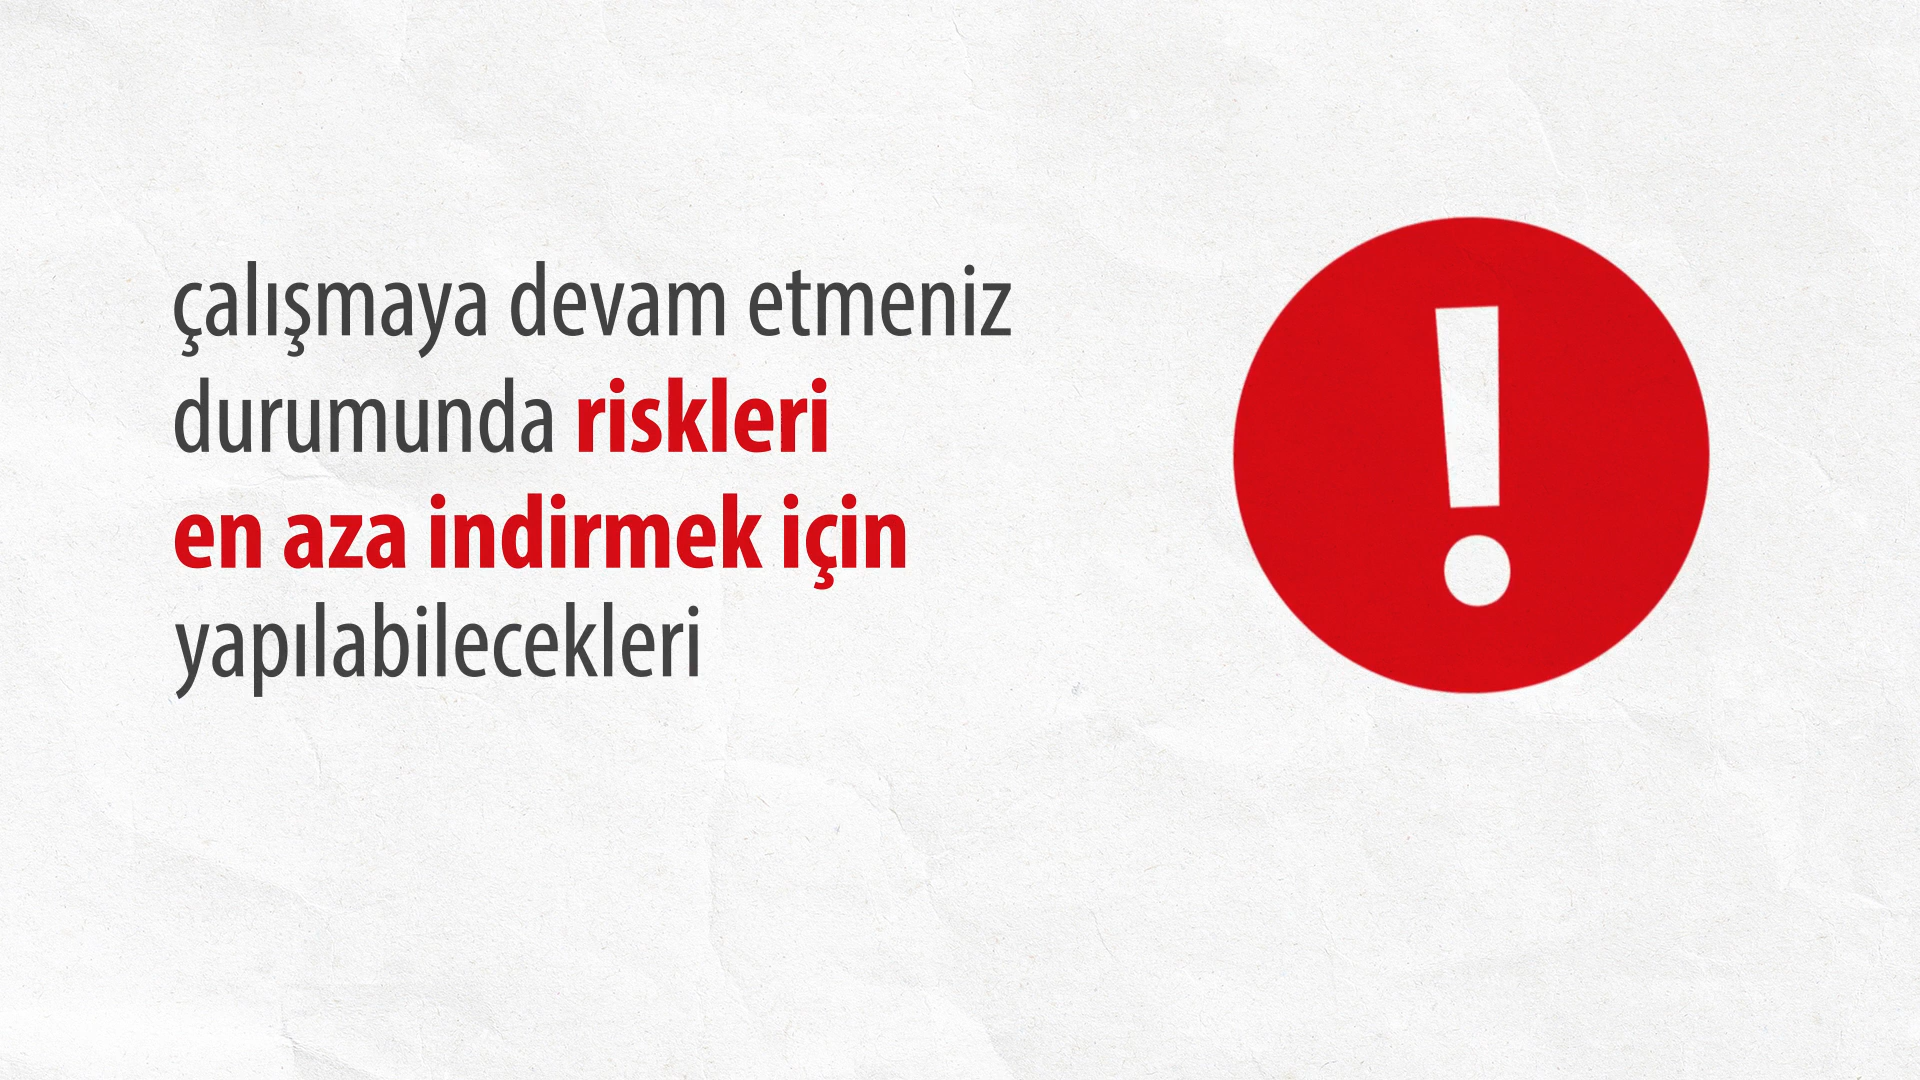 çalışmaya devam etmeniz
durumunda riskleri
en aza indirmek için
yapılabilecekleri